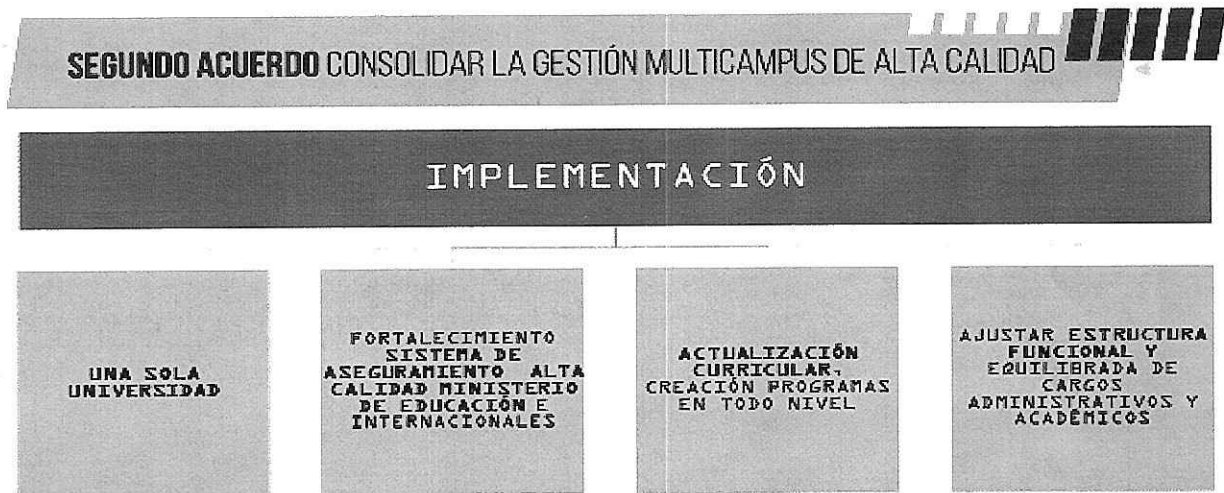 SEGUNDO ACUERDO CONSOLIDAR LA GESTIÓN MULTICAMPUS DE ALTA CALIDAD
IMPLEMENTACIÓN
UNA SOLA
UNIVERSIDAD
FORTALECIMIENTO
SISTEMA DE
ASEGURAMIENTO ALTA
CALIDAD MINISTERIO
DE EDUCACIÓN E
INTERNACIONALES
ACTUALIZACIÓN
CURRICULAR,
CREACIÓN PROGRAMAS
EN TODO NIVEL
AJUSTAR ESTRUCTURA
FUNCIONAL Y
EQUILIBRADA DE
CARGOS
ADMINISTRATIVOS Y
ACADÉMICOS